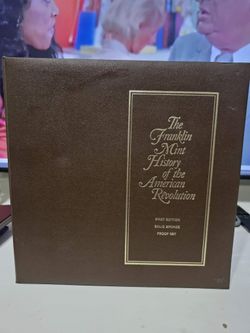 The
Franklin
Mint
History
of the
American
Revolution
FIRST EDITION
SOLID BRONZE
PROOF SET